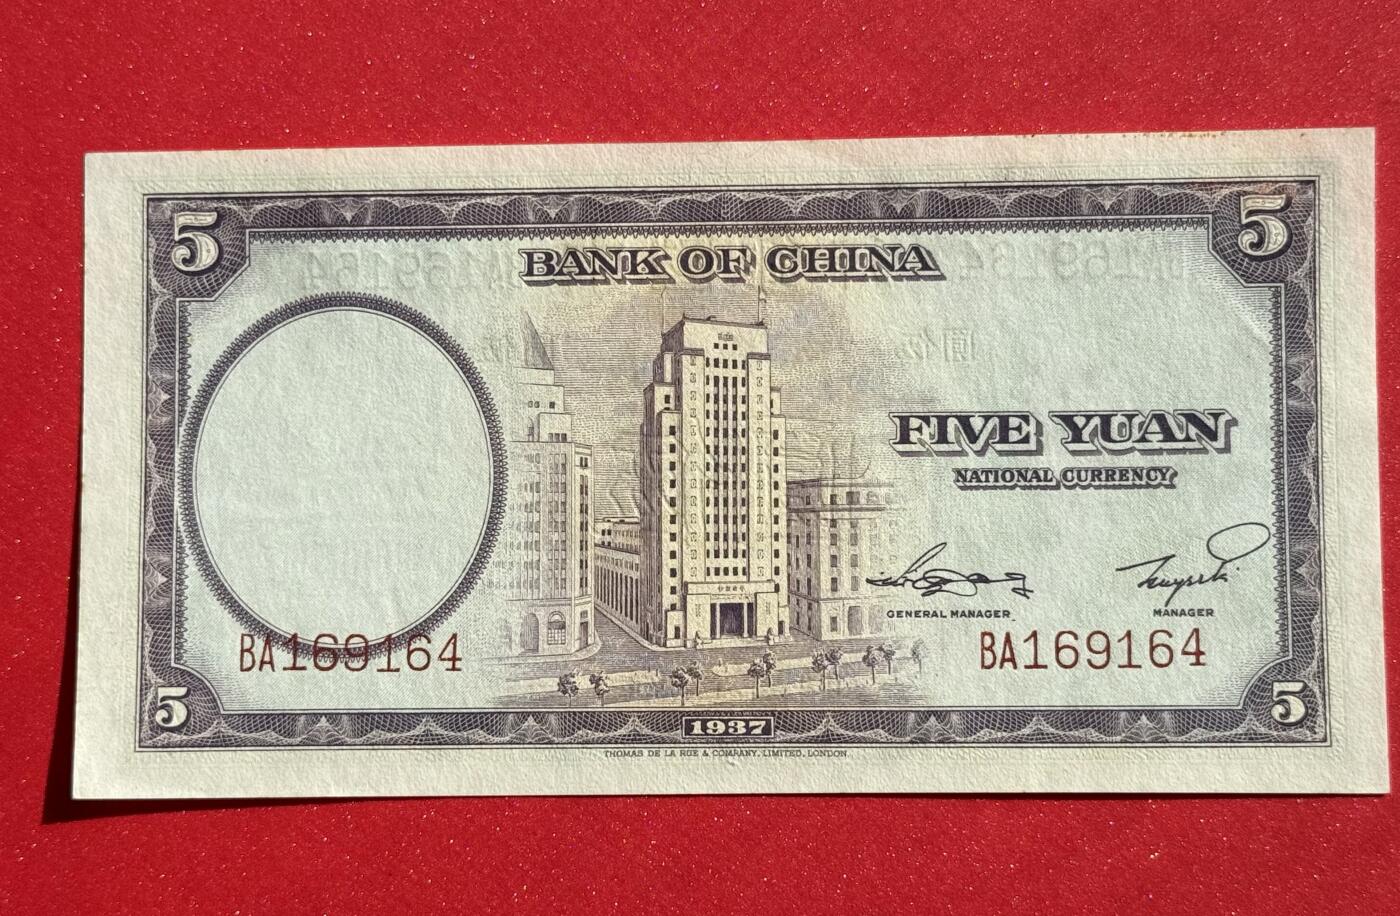 5 5
BANK OF CHINA
FIVE YUAN
NATIONAL CURRENCY
GENERAL MANAGER
MANAGER
BA169164 BA169164
5 5
1937
THOMAS DE LA RUE & COMPANY, LIMITED, LONDON.